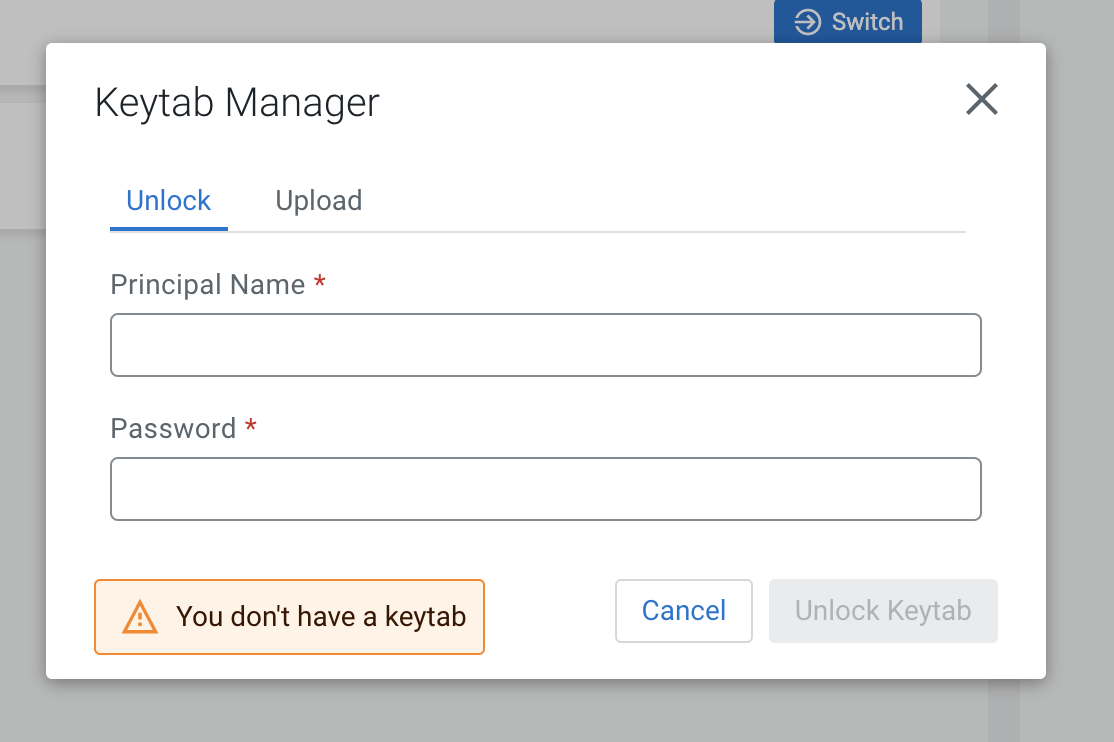 Switch
Keytab Manager
Unlock Upload
Principal Name *
Password *
You don't have a keytab
Cancel
Unlock Keytab